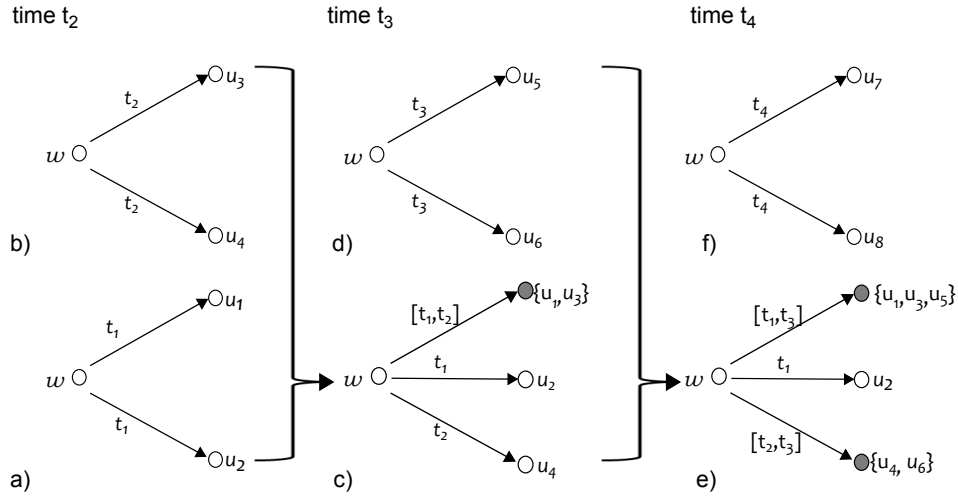 time t₂
time t₃
time t₄
t₂
u₃
w
t₂
u₄
b)
t₁
u₁
w
t₁
u₂
a)
t₃
u₅
w
t₃
u₆
d)
[t₁,t₂]
{u₁,u₃}
w
t₁
u₂
t₂
u₄
c)
t₄
u₇
w
t₄
u₈
f)
[t₁,t₃]
{u₁,u₃,u₅}
w
t₁
u₂
[t₂,t₃]
{u₄, u₆}
e)